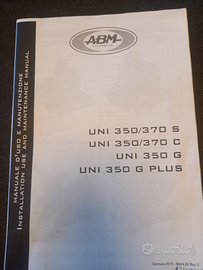 ABM
UNI 350/370 S
UNI 350/370 C
UNI 350 G
UNI 350 G PLUS
MANUALE D'USO E MANUTENZIONE
INSTALLATION USE AND MAINTENANCE MANUAL
subito